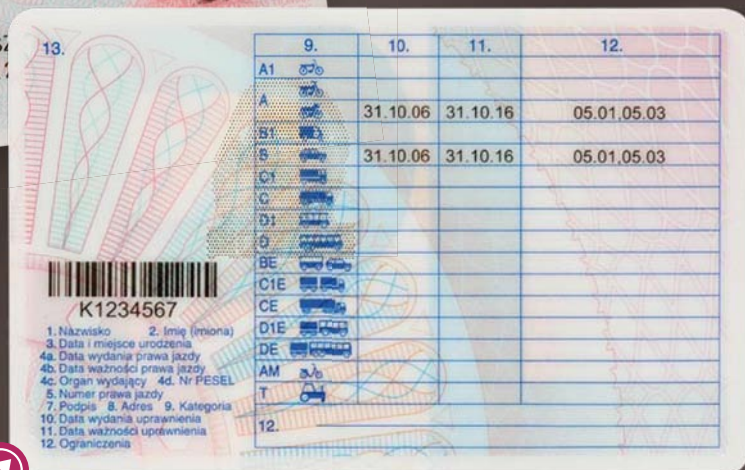 13.
9. 10. 11. 12.
A1
A
31.10.06 31.10.16 05.01,05.03
B1
B 31.10.06 31.10.16 05.01,05.03
C1
C
D1
D
BE
C1E
CE
D1E
DE
AM
T
12.
K1234567
1. Nazwisko 2. Imię (imiona)
3. Data i miejsce urodzenia
4a. Data wydania prawa jazdy
4b. Data ważności prawa jazdy
4c. Organ wydający 4d. Nr PESEL
5. Numer prawa jazdy
7. Podpis 8. Adres 9. Kategoria
10. Data wydania uprawnienia
11. Data ważności uprawnienia
12. Ograniczenia